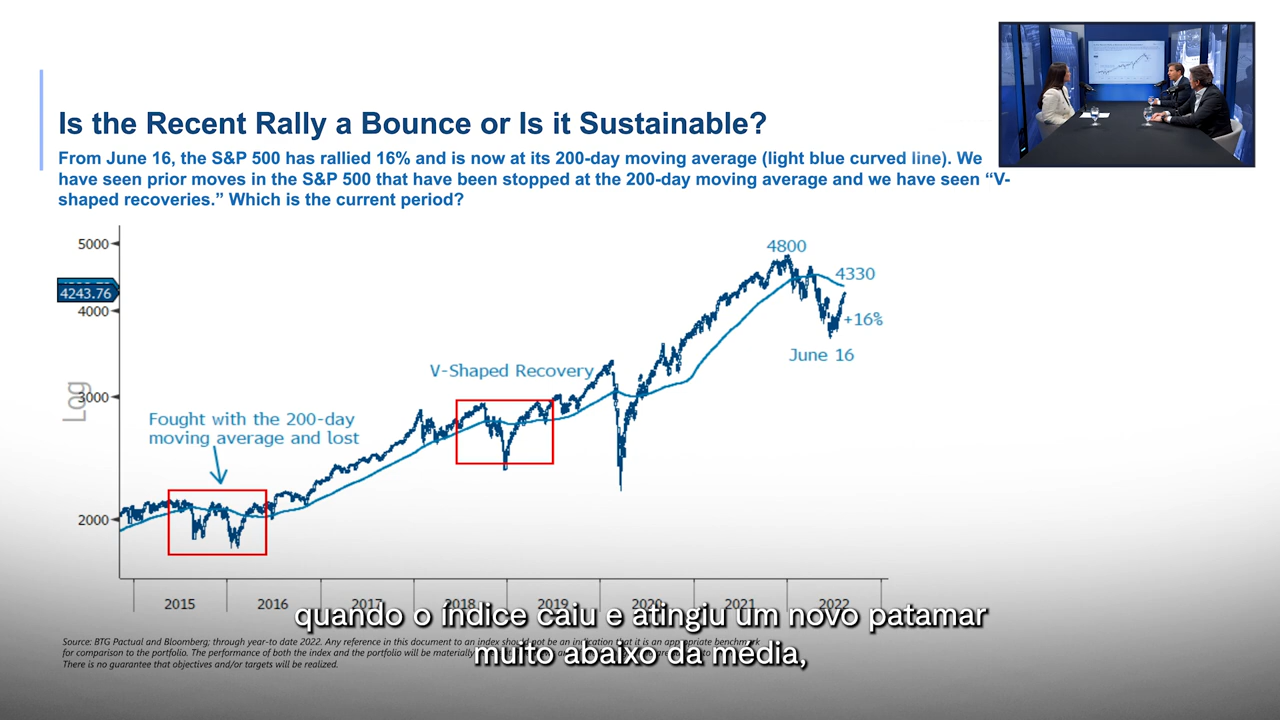 Is the Recent Rally a Bounce or Is it Sustainable?
From June 16, the S&P 500 has rallied 16% and is now at its 200-day moving average (light blue curved line). We
have seen prior moves in the S&P 500 that have been stopped at the 200-day moving average and we have seen “V-
shaped recoveries.” Which is the current period?
5000
4243.76
4000
3000
2000
Log
4800
4330
+16%
June 16
V-Shaped Recovery
Fought with the 200-day
moving average and lost
2015 2016 2017 2018 2019 2020 2021 2022
quando o índice caiu e atingiu um novo patamar
muito abaixo da média,
Source: BTG Pactual and Bloomberg; through year-to date 2022. Any reference in this document to an index should not be an indication that it is an appropriate benchmark
for comparison to the portfolio. The performance of both the index and the portfolio will be materially
There is no guarantee that objectives and/or targets will be realized.